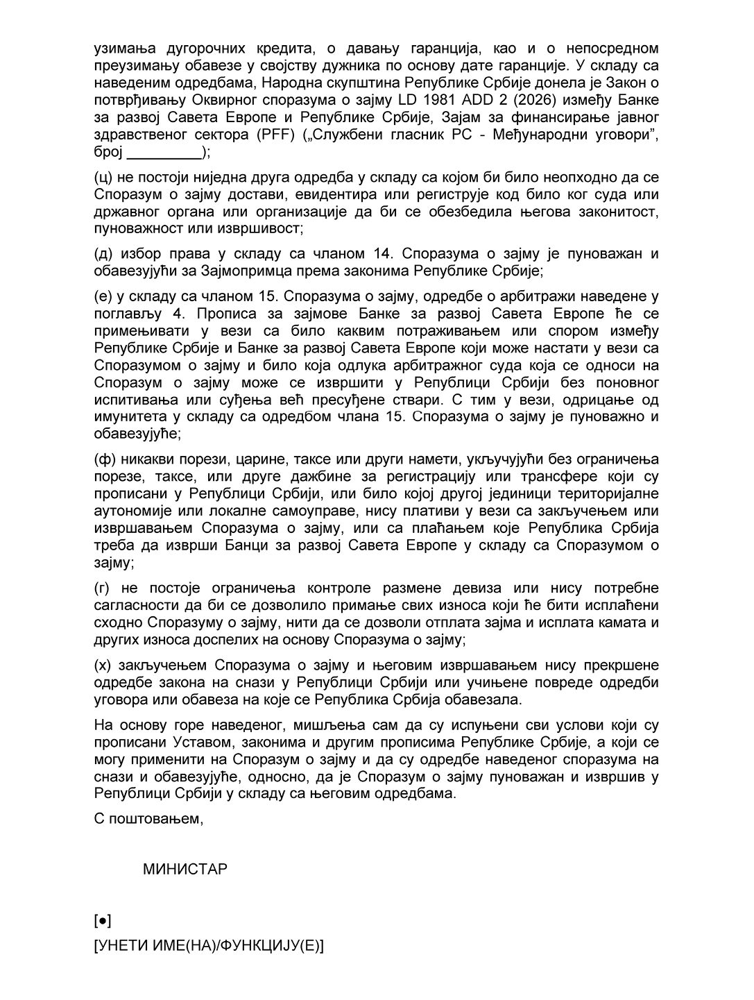 узимања дугорочних кредита, о давању гаранција, као и о непосредном
преузимању обавезе у својству дужника по основу дате гаранције. У складу са
наведеним одредбама, Народна скупштина Републике Србије донела је Закон о
потврђивању Оквирног споразума о зајму LD 1981 ADD 2 (2026) између Банке
за развој Савета Европе и Републике Србије, Зајам за финансирање јавног
здравственог сектора (PFF) („Службени гласник РС - Међународни уговори”,
број _________);
(ц) не постоји ниједна друга одредба у складу са којом би било неопходно да се
Споразум о зајму достави, евидентира или региструје код било ког суда или
државног органа или организације да би се обезбедила његова законитост,
пуноважност или извршивост;
(д) избор права у складу са чланом 14. Споразума о зајму је пуноважан и
обавезујући за Зајмопримца према законима Републике Србије;
(е) у складу са чланом 15. Споразума о зајму, одредбе о арбитражи наведене у
поглављу 4. Прописа за зајмове Банке за развој Савета Европе ће се
примењивати у вези са било каквим потраживањем или спором између
Републике Србије и Банке за развој Савета Европе који може настати у вези са
Споразумом о зајму и било која одлука арбитражног суда која се односи на
Споразум о зајму може се извршити у Републици Србији без поновног
испитивања или суђења већ пресуђене ствари. С тим у вези, одрицање од
имунитета у складу са одредбом члана 15. Споразума о зајму је пуноважно и
обавезујуће;
(ф) никакви порези, царине, таксе или други намети, укључујући без ограничења
порезе, таксе, или друге дажбине за регистрацију или трансфере који су
прописани у Републици Србији, или било којој другој јединици територијалне
аутономије или локалне самоуправе, нису плативи у вези са закључењем или
извршавањем Споразума о зајму, или са плаћањем које Република Србија
треба да изврши Банци за развој Савета Европе у складу са Споразумом о
зајму;
(г) не постоје ограничења контроле размене девиза или нису потребне
сагласности да би се дозволило примање свих износа који ће бити исплаћени
сходно Споразуму о зајму, нити да се дозволи отплата зајма и исплата камата и
других износа доспелих на основу Споразума о зајму;
(х) закључењем Споразума о зајму и његовим извршавањем нису прекршене
одредбе закона на снази у Републици Србији или учињене повреде одредби
уговора или обавеза на које се Република Србија обавезала.
На основу горе наведеног, мишљења сам да су испуњени сви услови који су
прописани Уставом, законима и другим прописима Републике Србије, а који се
могу применити на Споразум о зајму и да су одредбе наведеног споразума на
снази и обавезујуће, односно, да је Споразум о зајму пуноважан и извршив у
Републици Србији у складу са његовим одредбама.
С поштовањем,
МИНИСТАР
[●]
[УНЕТИ ИМЕ(НА)/ФУНКЦИЈУ(Е)]